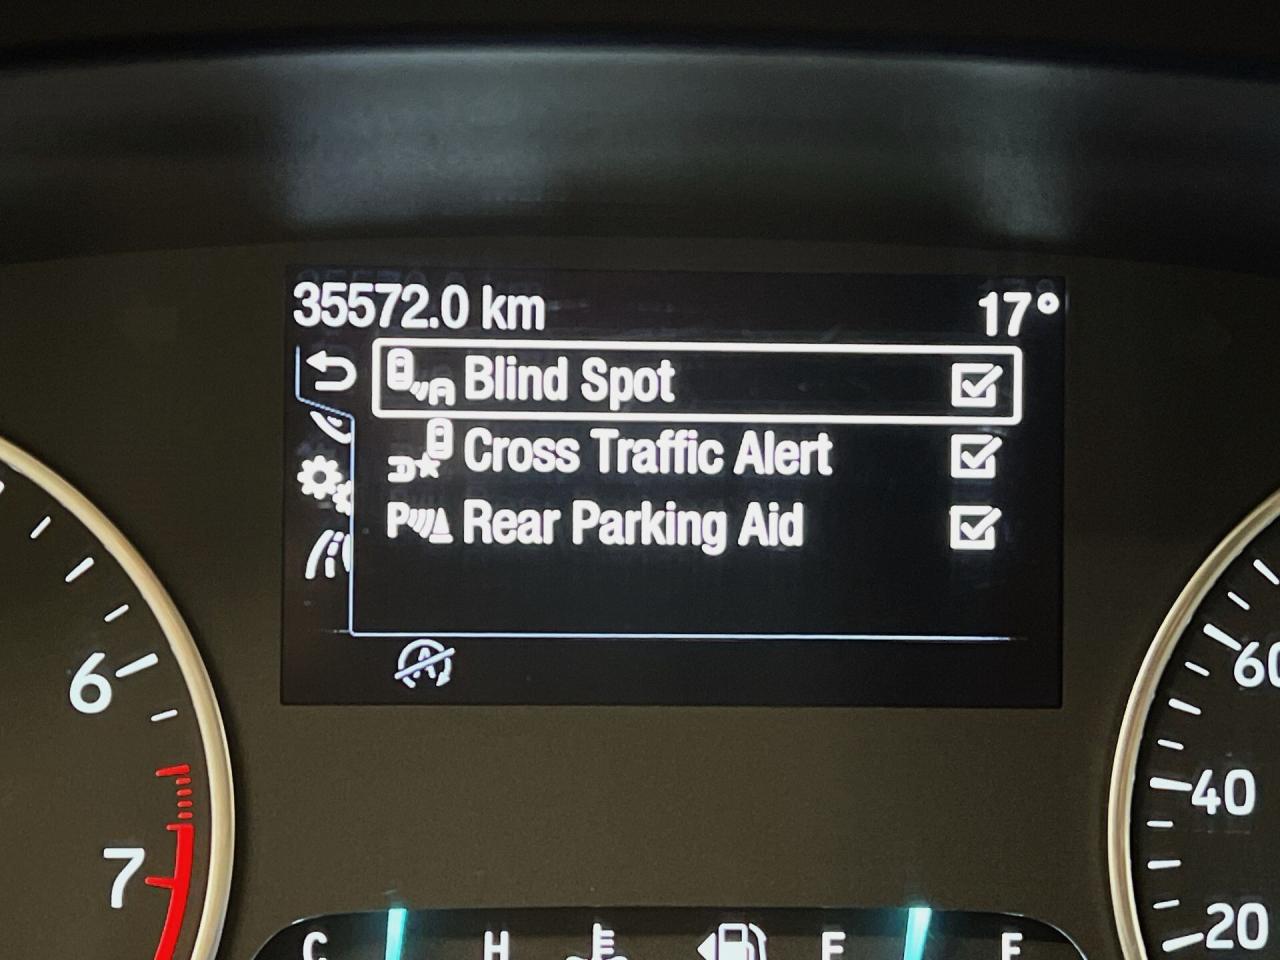 35572.0 km 17°
Blind Spot
Cross Traffic Alert
P Rear Parking Aid
A
6
7
60
40
20
C H E F